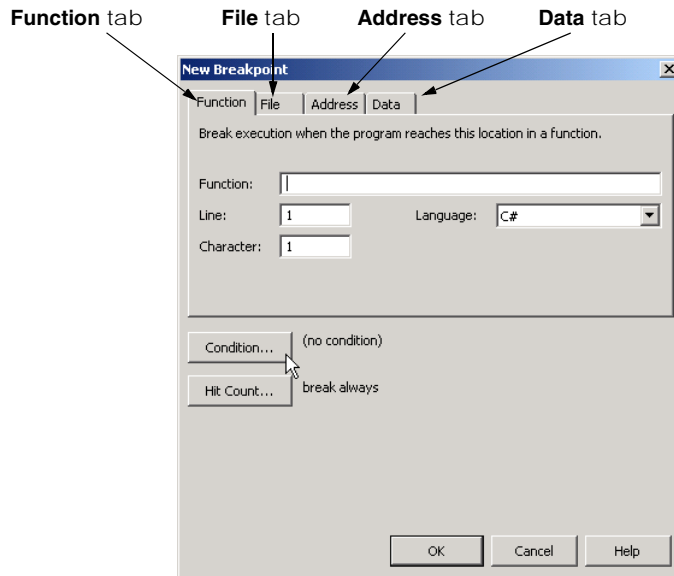 Function tab File tab Address tab Data tab
New Breakpoint
Function File Address Data
Break execution when the program reaches this location in a function.
Function:
Line: 1 Language: C#
Character: 1
Condition... (no condition)
Hit Count... break always
OK Cancel Help